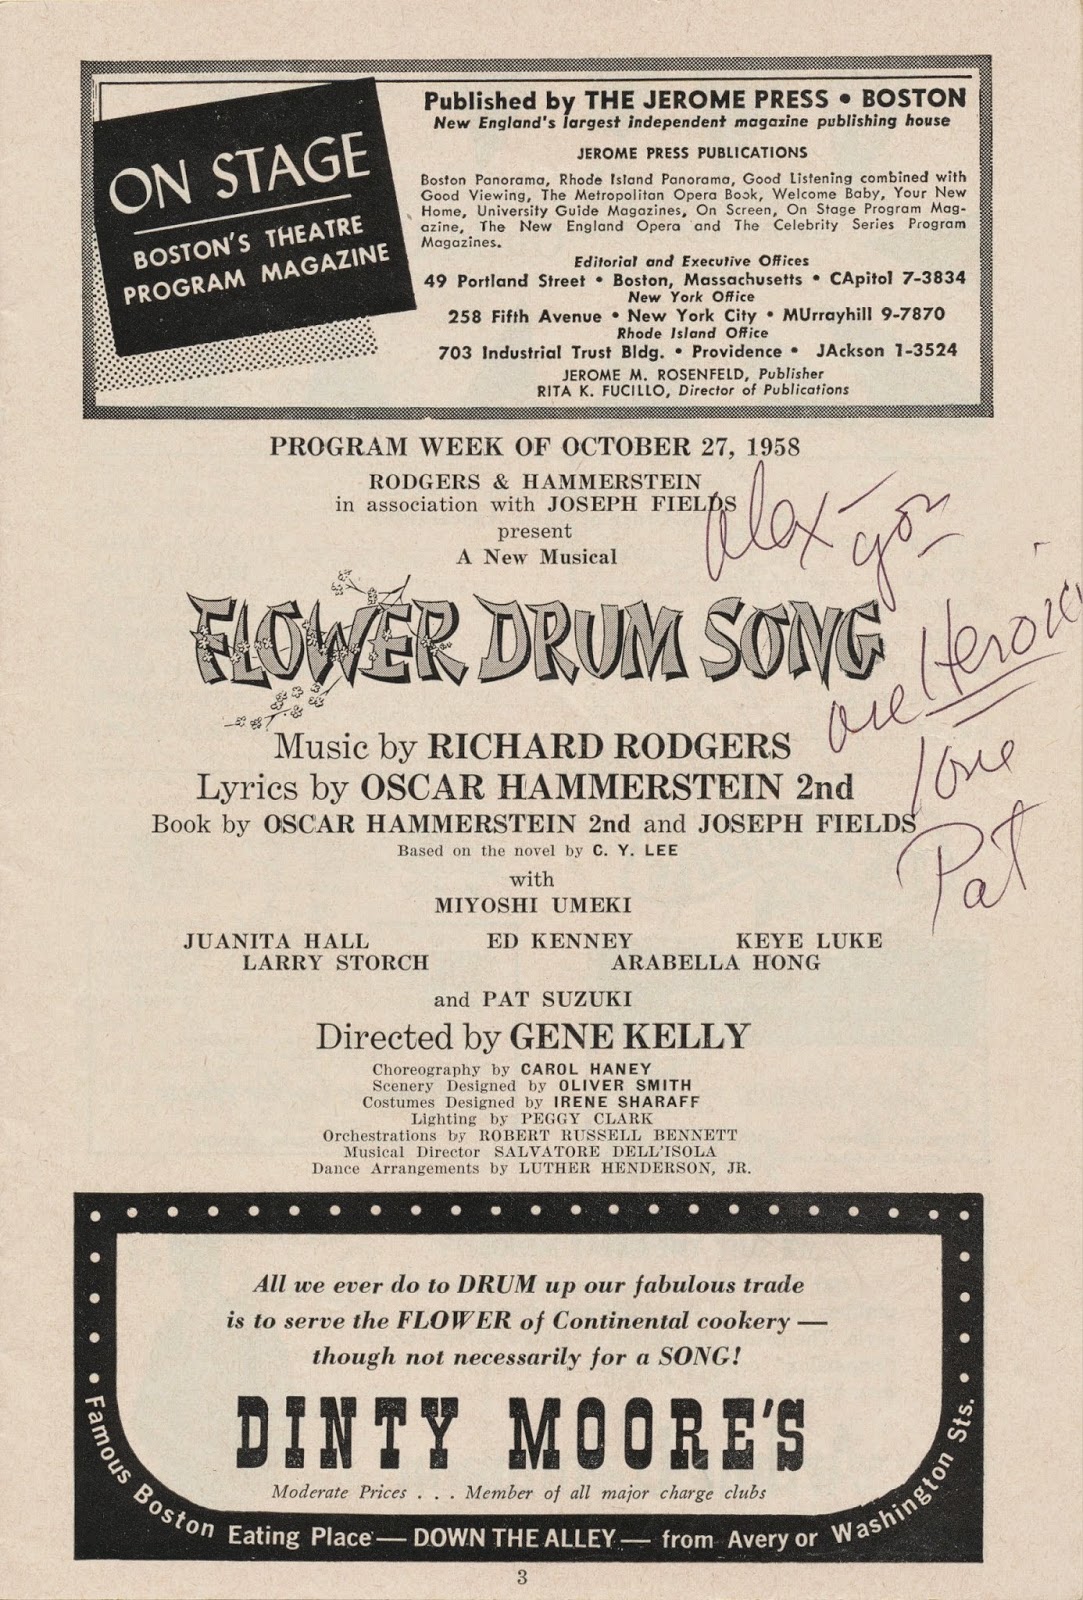 ON STAGE
BOSTON'S THEATRE
PROGRAM MAGAZINE
Published by THE JEROME PRESS • BOSTON
New England's largest independent magazine publishing house
JEROME PRESS PUBLICATIONS
Boston Panorama, Rhode Island Panorama, Good Listening combined with
Good Viewing, The Metropolitan Opera Book, Welcome Baby, Your New
Home, University Guide Magazines, On Screen, On Stage Program Mag-
azine, The New England Opera and The Celebrity Series Program
Magazines.
Editorial and Executive Offices
49 Portland Street • Boston, Massachusetts • CApitol 7-3834
New York Office
258 Fifth Avenue • New York City • MUrrayhill 9-7870
Rhode Island Office
703 Industrial Trust Bldg. • Providence • JAckson 1-3524
JEROME M. ROSENFELD, Publisher
RITA K. FUCILLO, Director of Publications
PROGRAM WEEK OF OCTOBER 27, 1958
RODGERS & HAMMERSTEIN
in association with JOSEPH FIELDS
present
A New Musical
FLOWER DRUM SONG
Alex - you
are Heroic
love
Pat
Music by RICHARD RODGERS
Lyrics by OSCAR HAMMERSTEIN 2nd
Book by OSCAR HAMMERSTEIN 2nd and JOSEPH FIELDS
Based on the novel by C. Y. LEE
with
MIYOSHI UMEKI
JUANITA HALL ED KENNEY KEYE LUKE
LARRY STORCH ARABELLA HONG
and PAT SUZUKI
Directed by GENE KELLY
Choreography by CAROL HANEY
Scenery Designed by OLIVER SMITH
Costumes Designed by IRENE SHARAFF
Lighting by PEGGY CLARK
Orchestrations by ROBERT RUSSELL BENNETT
Musical Director SALVATORE DELL'ISOLA
Dance Arrangements by LUTHER HENDERSON, JR.
All we ever do to DRUM up our fabulous trade
is to serve the FLOWER of Continental cookery —
though not necessarily for a SONG!
DINTY MOORE'S
Moderate Prices . . . Member of all major charge clubs
Famous Boston Eating Place — DOWN THE ALLEY — from Avery or Washington Sts.
3